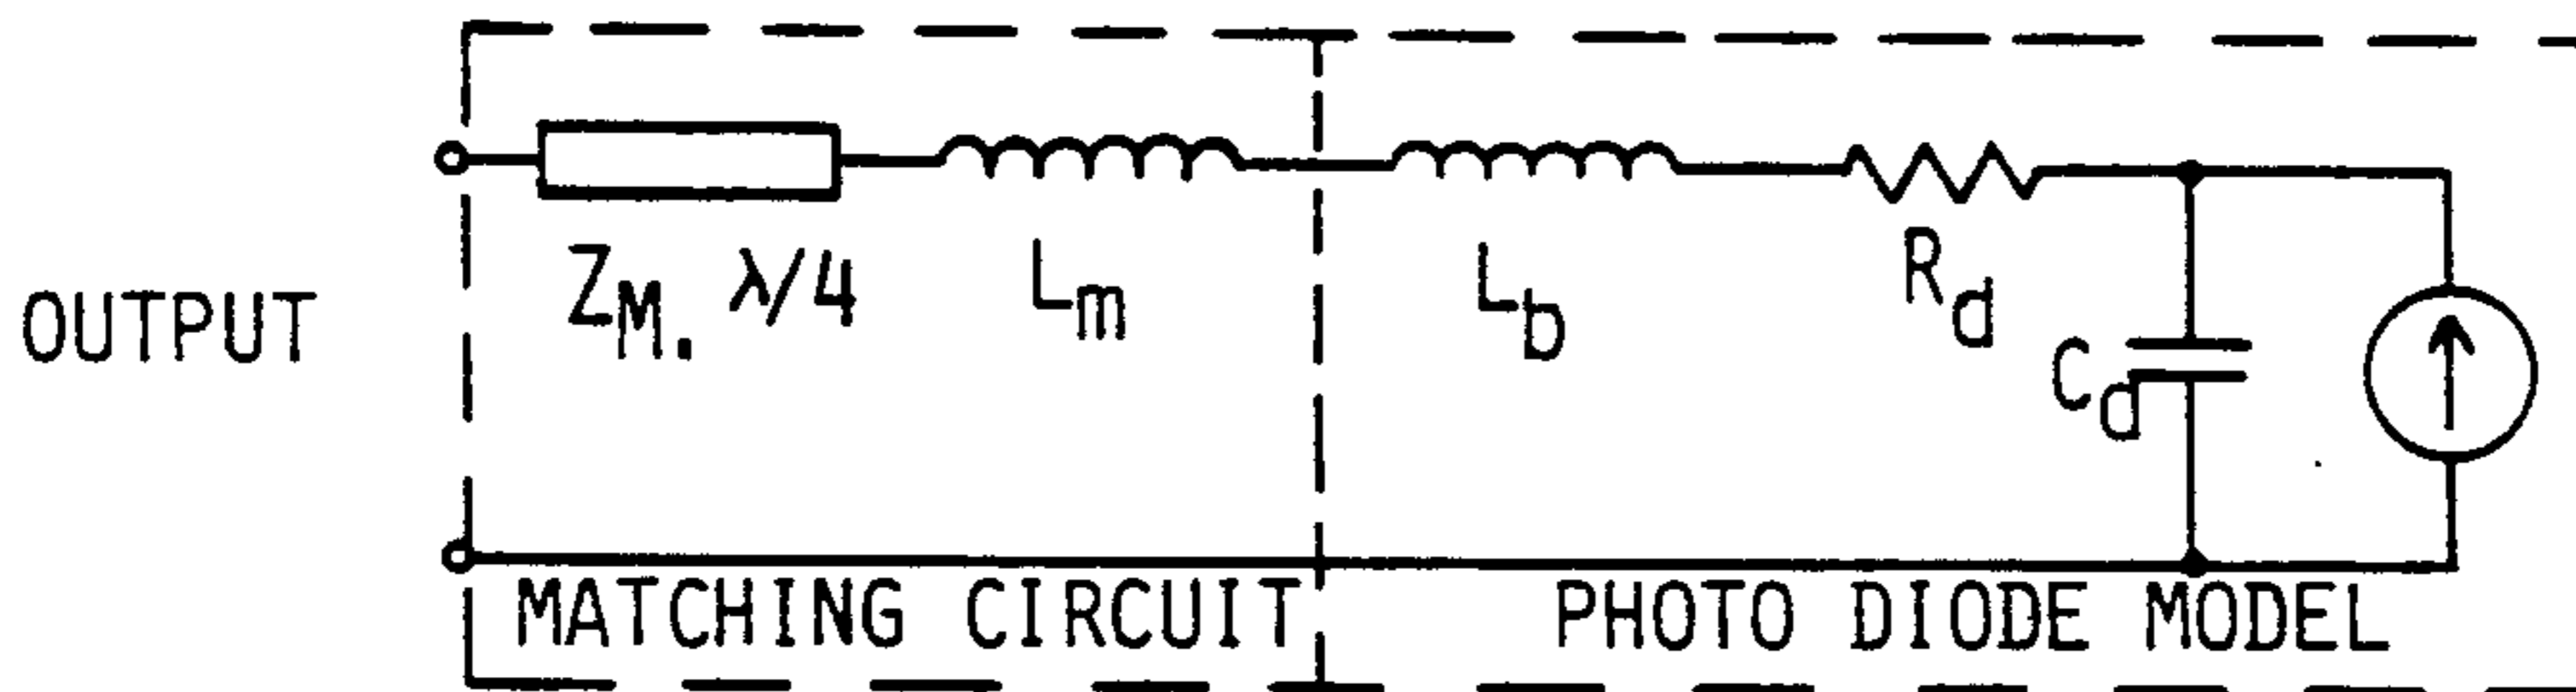 OUTPUT
Z_M. λ/4
L_m
L_b
R_d
C_d
MATCHING CIRCUIT
PHOTO DIODE MODEL